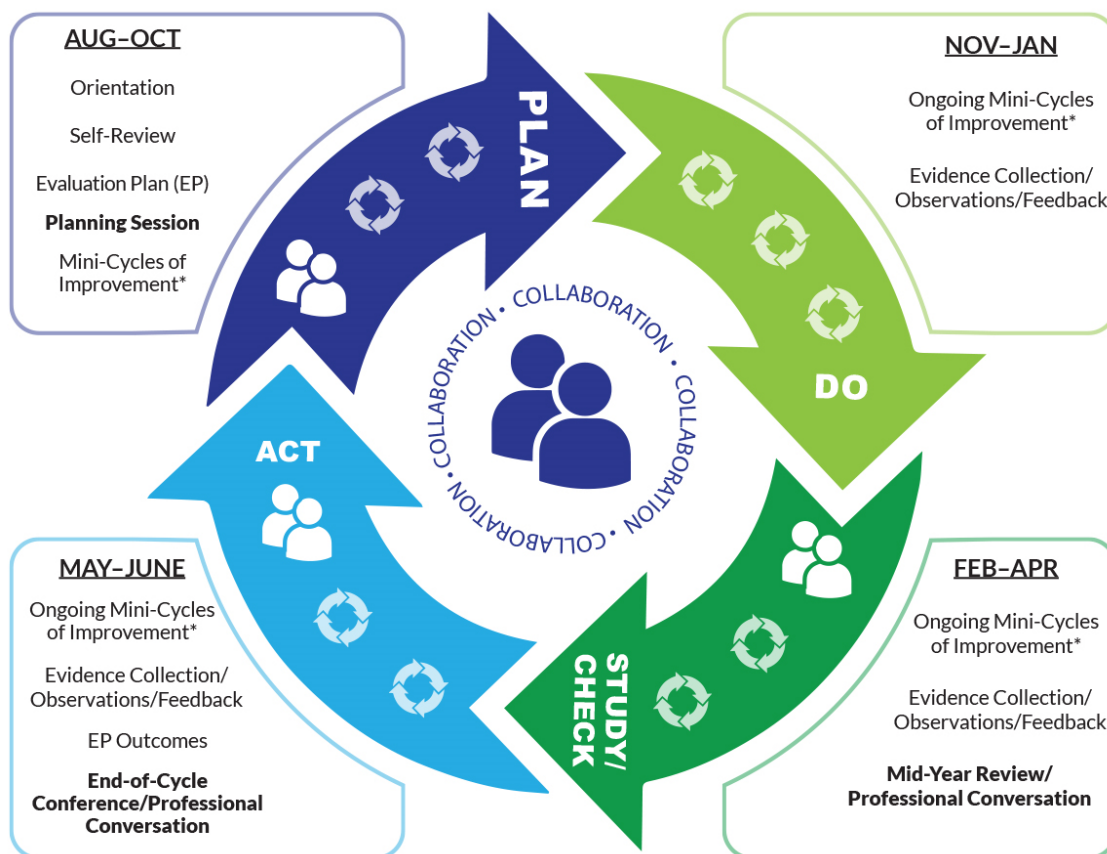 AUG–OCT
Orientation
Self-Review
Evaluation Plan (EP)
Planning Session
Mini-Cycles of
Improvement*
PLAN
NOV–JAN
Ongoing Mini-Cycles
of Improvement*
Evidence Collection/
Observations/Feedback
DO
COLLABORATION • COLLABORATION • COLLABORATION • COLLABORATION • COLLABORATION •
ACT
MAY–JUNE
Ongoing Mini-Cycles
of Improvement*
Evidence Collection/
Observations/Feedback
EP Outcomes
End-of-Cycle
Conference/Professional
Conversation
STUDY/
CHECK
FEB–APR
Ongoing Mini-Cycles
of Improvement*
Evidence Collection/
Observations/Feedback
Mid-Year Review/
Professional Conversation